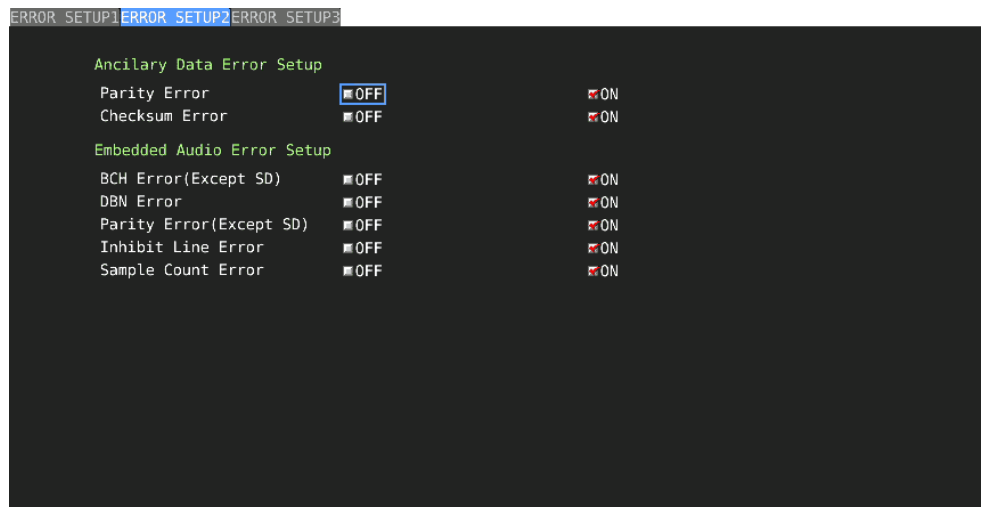 ERROR SETUP1 ERROR SETUP2 ERROR SETUP3
Ancilary Data Error Setup
Parity Error OFF ON
Checksum Error OFF ON
Embedded Audio Error Setup
BCH Error(Except SD) OFF ON
DBN Error OFF ON
Parity Error(Except SD) OFF ON
Inhibit Line Error OFF ON
Sample Count Error OFF ON